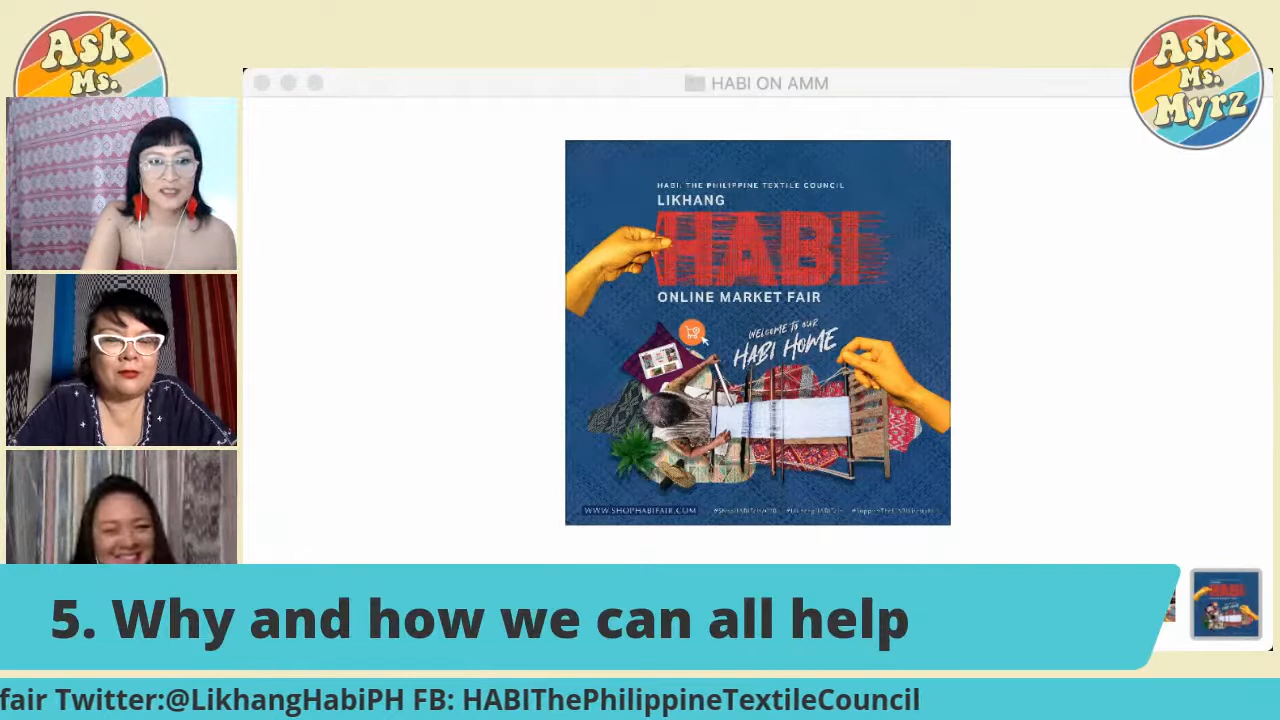 Ask
Ms.
Ask
Ms.
Myrz
HABI ON AMM
HABI: THE PHILIPPINE TEXTILE COUNCIL
LIKHANG
HABI
ONLINE MARKET FAIR
WELCOME TO OUR
HABI HOME
WWW.SHOPHABIFAIR.COM
5. Why and how we can all help
fair Twitter:@LikhangHabiPH FB: HABIThePhilippineTextileCouncil